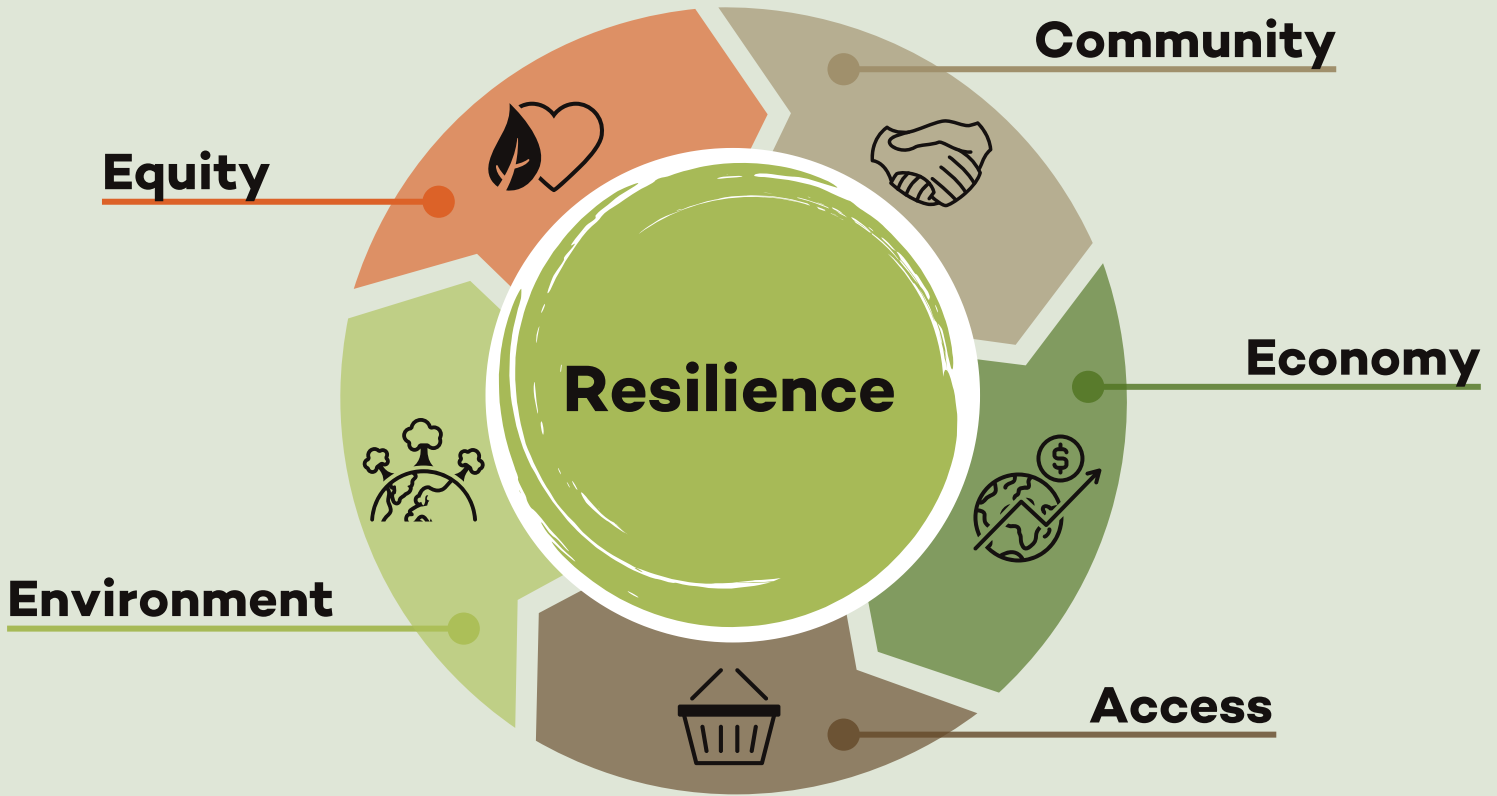 Community
Equity
Economy
$
Resilience
Environment
Access